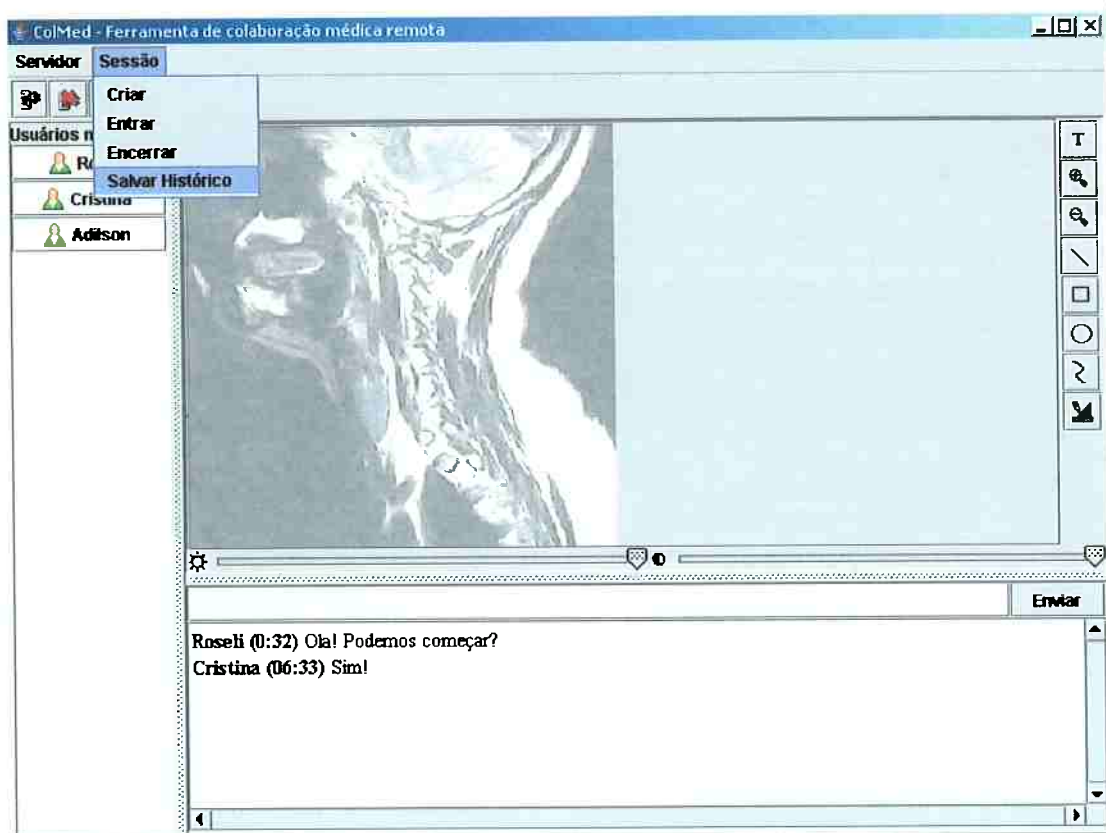 ColMed - Ferramenta de colaboração médica remota
Servidor Sessão
Criar
Entrar
Encerrar
Salvar Histórico
Usuários
Cristina
Adilson
T
Enviar
Roseli (0:32) Ola! Podemos começar?
Cristina (06:33) Sim!